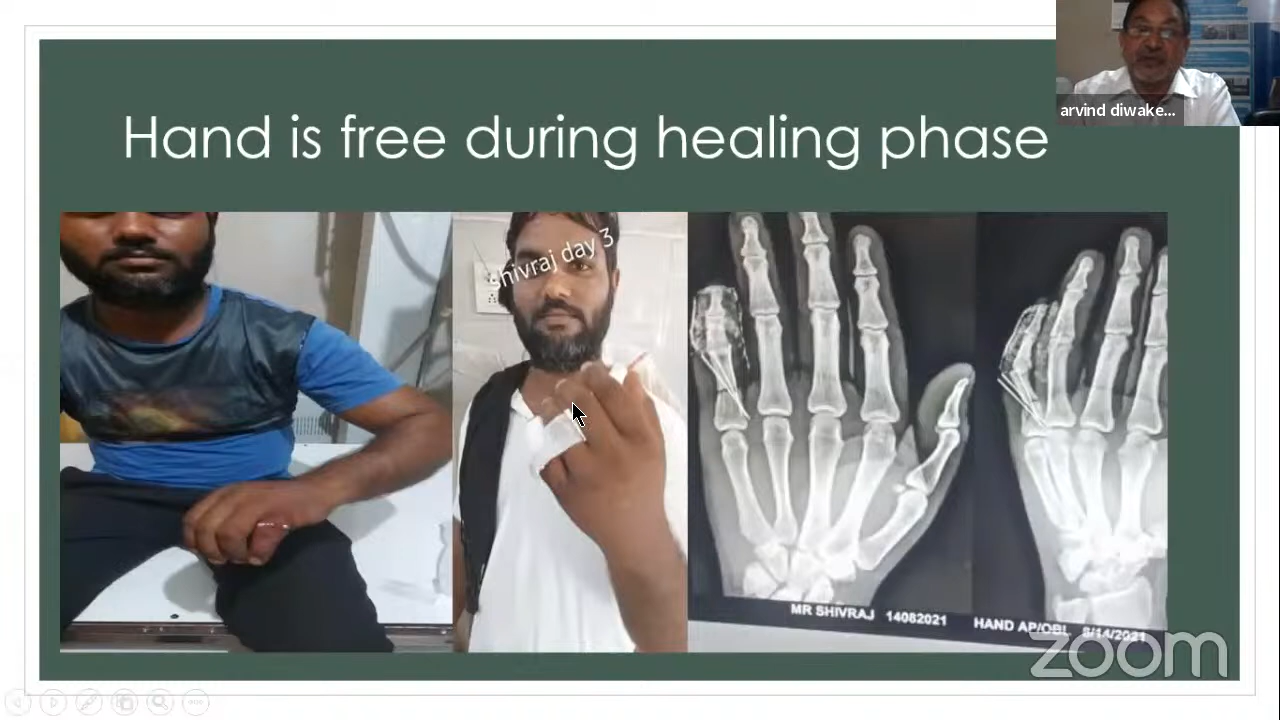 arvind diwake...
Hand is free during healing phase
shivraj day 3
MR SHIVRAJ 14082021
HAND AP/OBL 8/14/2021
zoom